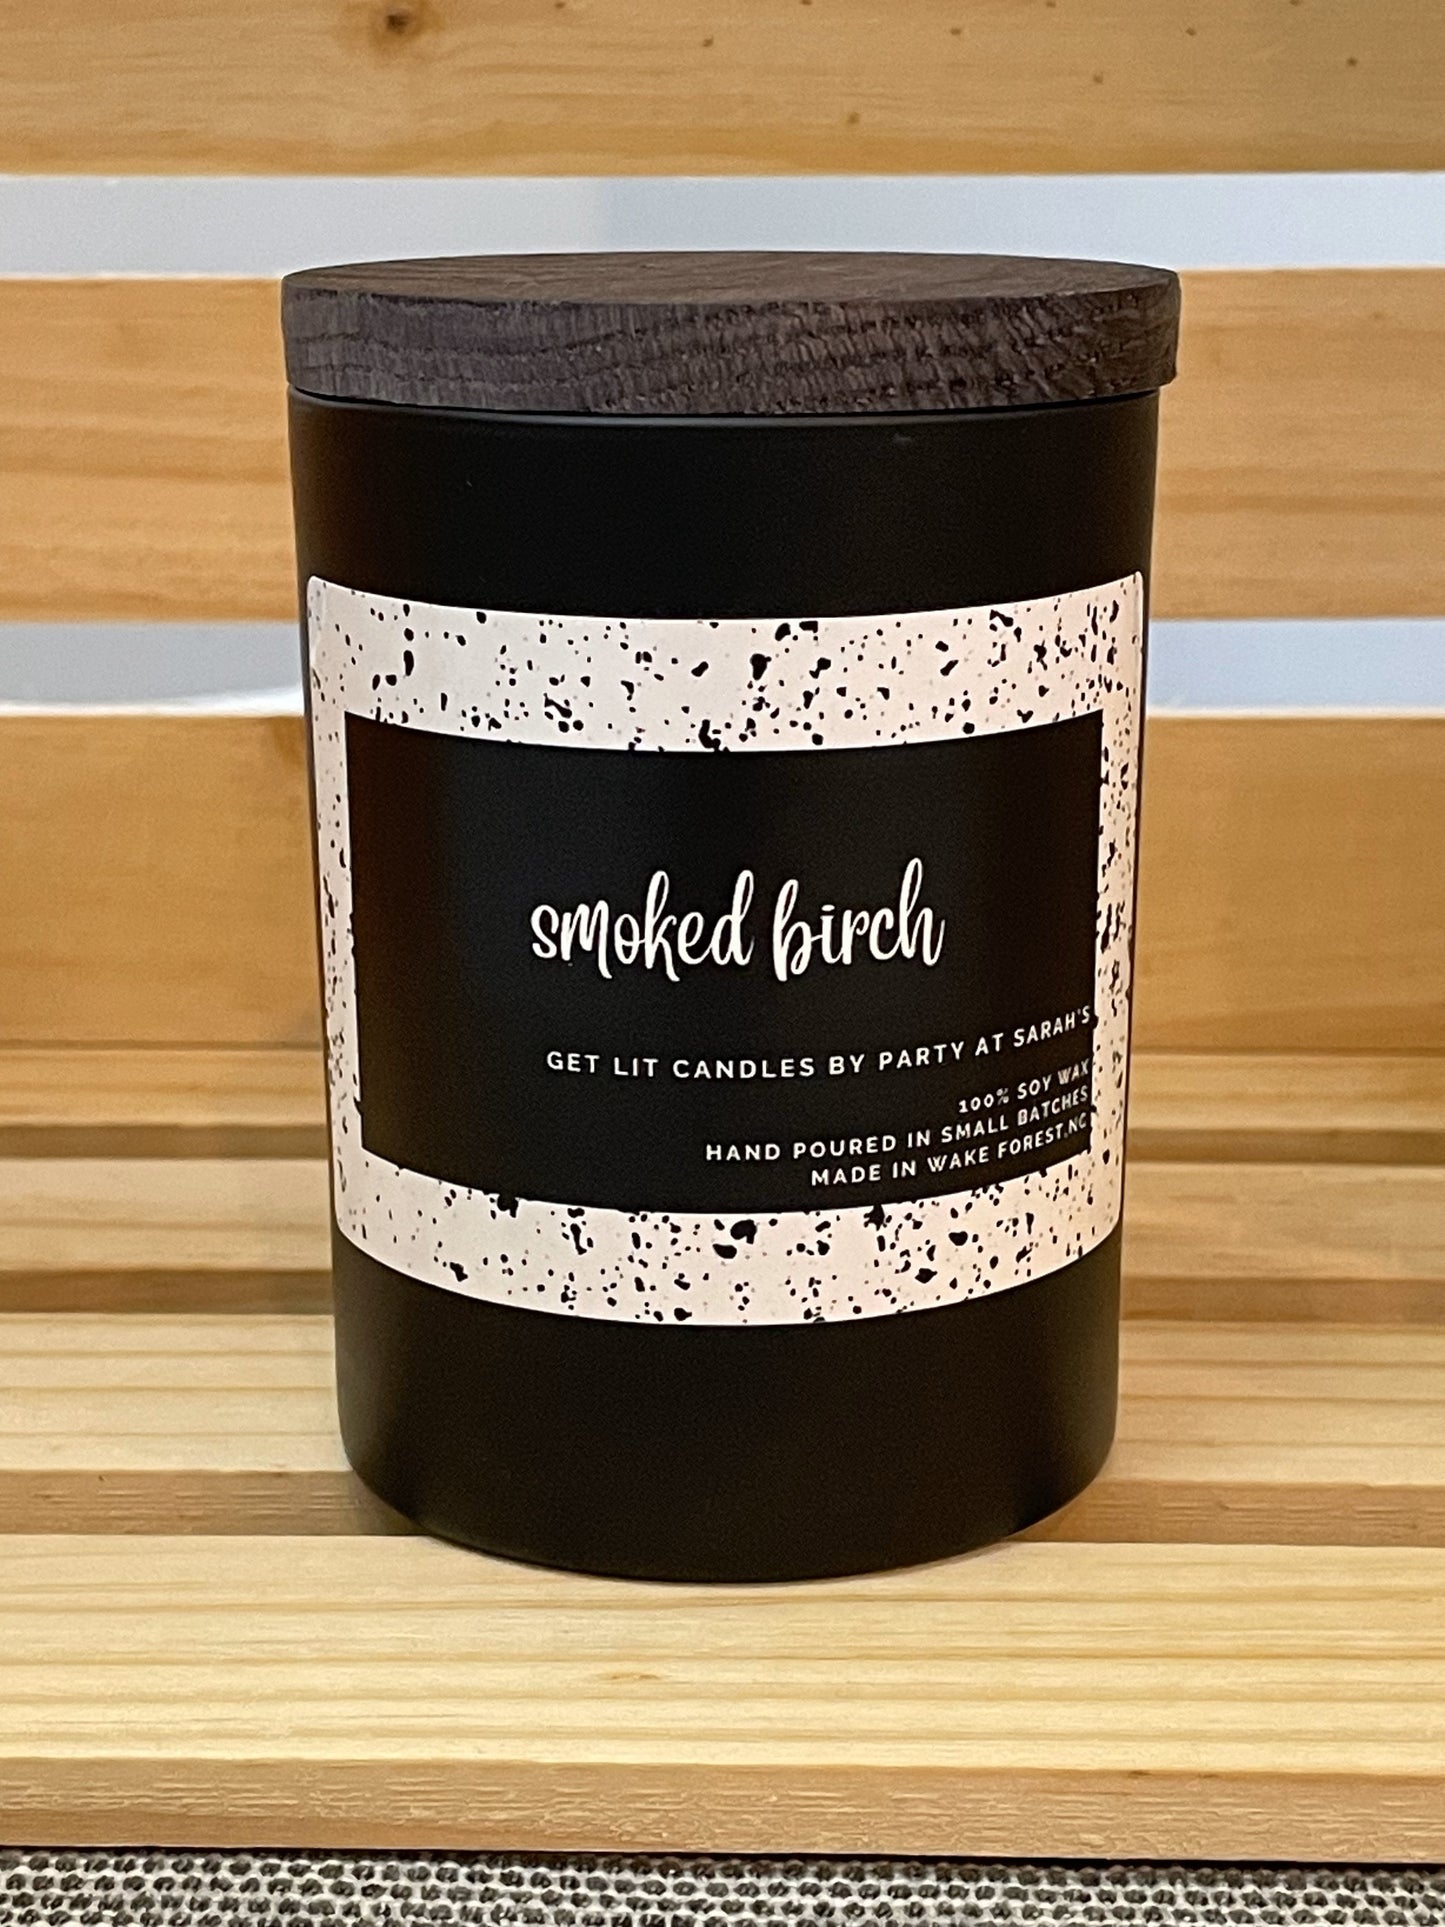 smoked birch
GET LIT CANDLES BY PARTY AT SARAH'S
100% SOY WAX
HAND POURED IN SMALL BATCHES
MADE IN WAKE FOREST,NC